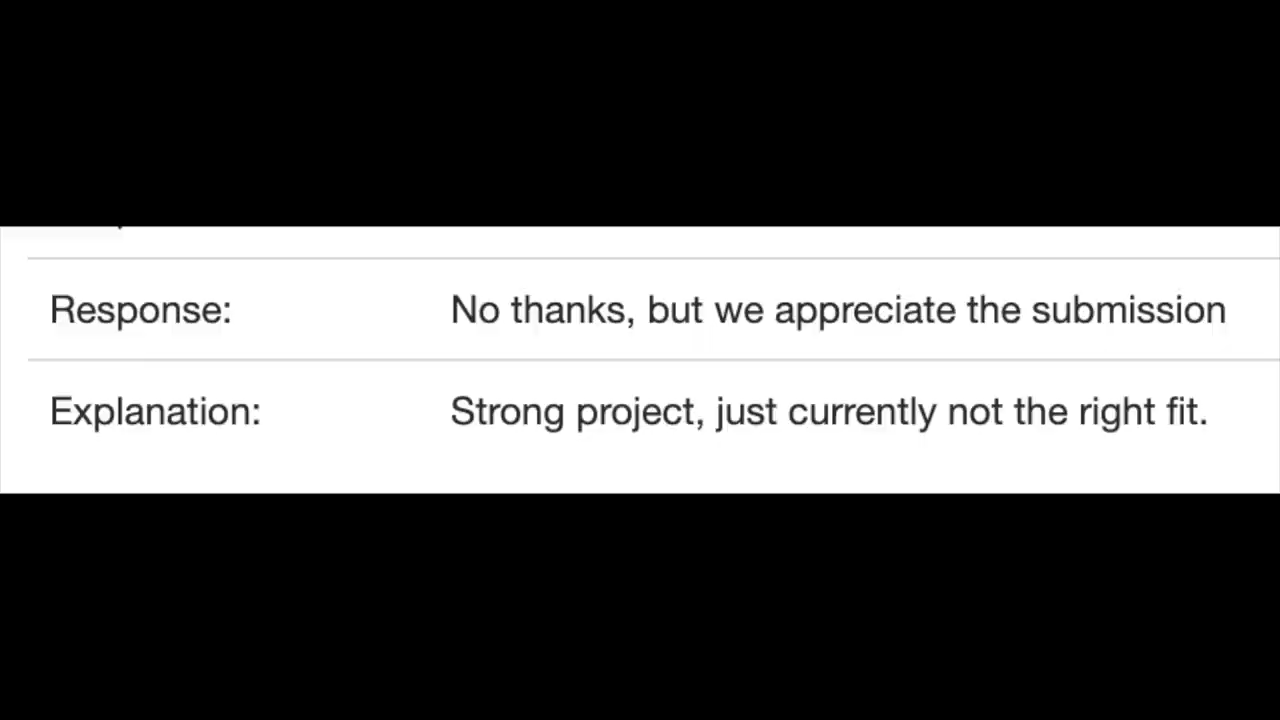 Response: No thanks, but we appreciate the submission
Explanation: Strong project, just currently not the right fit.